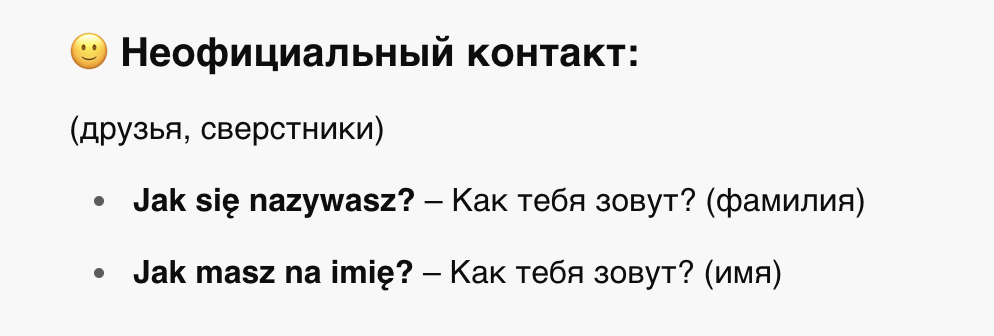 🙂 Неофициальный контакт:
(друзья, сверстники)
• Jak się nazywasz? – Как тебя зовут? (фамилия)
• Jak masz na imię? – Как тебя зовут? (имя)